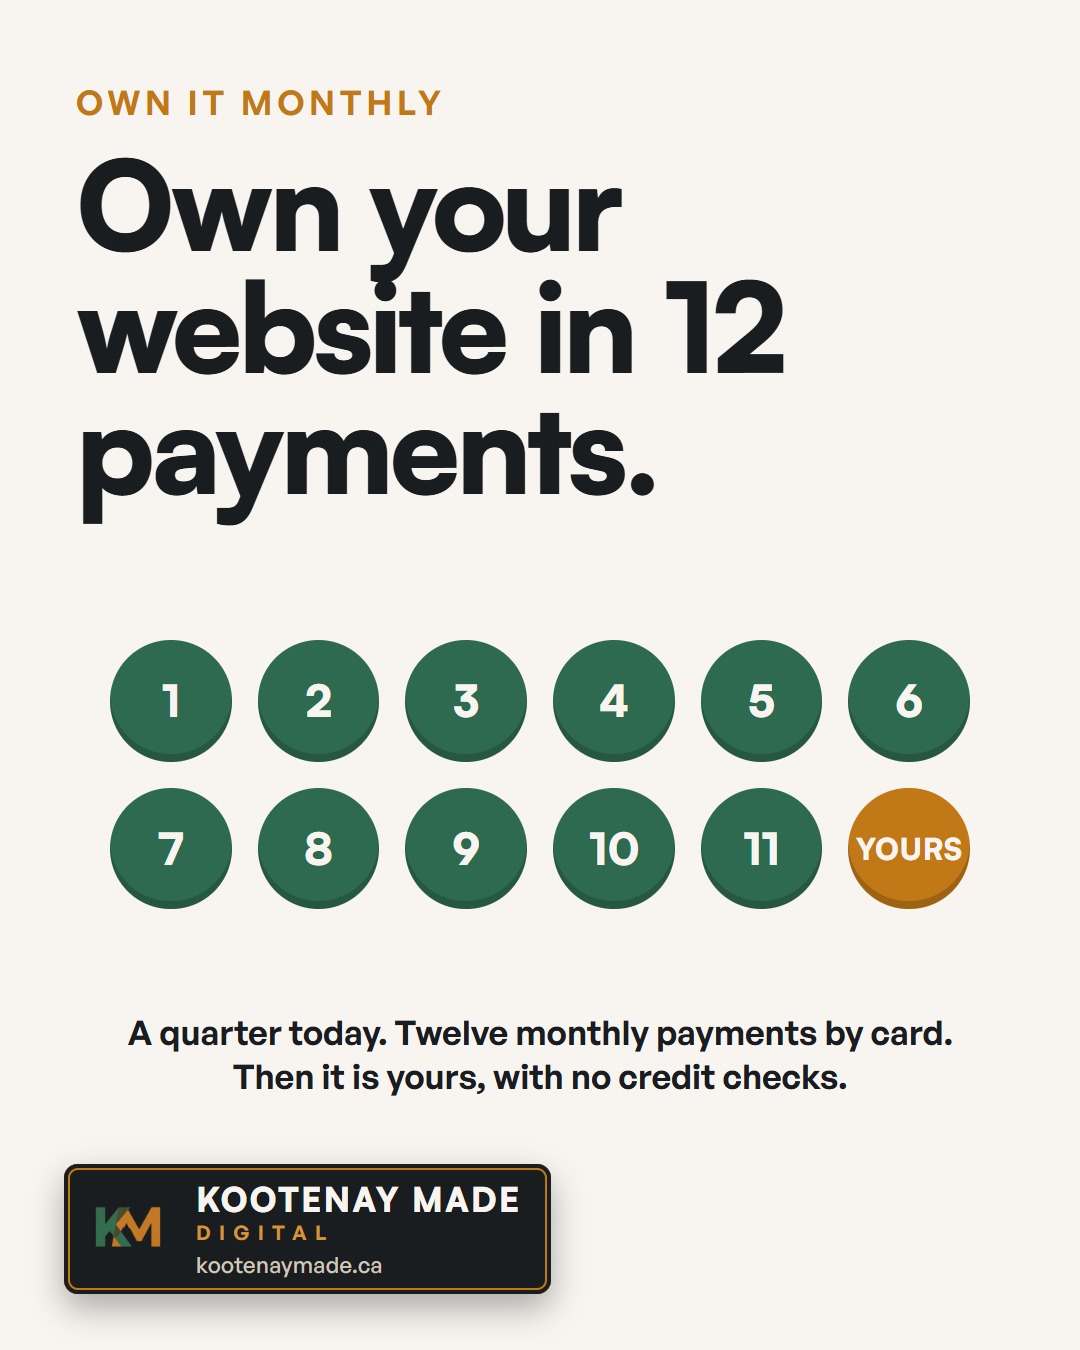 OWN IT MONTHLY
Own your
website in 12
payments.
1 2 3 4 5 6
7 8 9 10 11 YOURS
A quarter today. Twelve monthly payments by card.
Then it is yours, with no credit checks.
KM
KOOTENAY MADE
DIGITAL
kootenaymade.ca